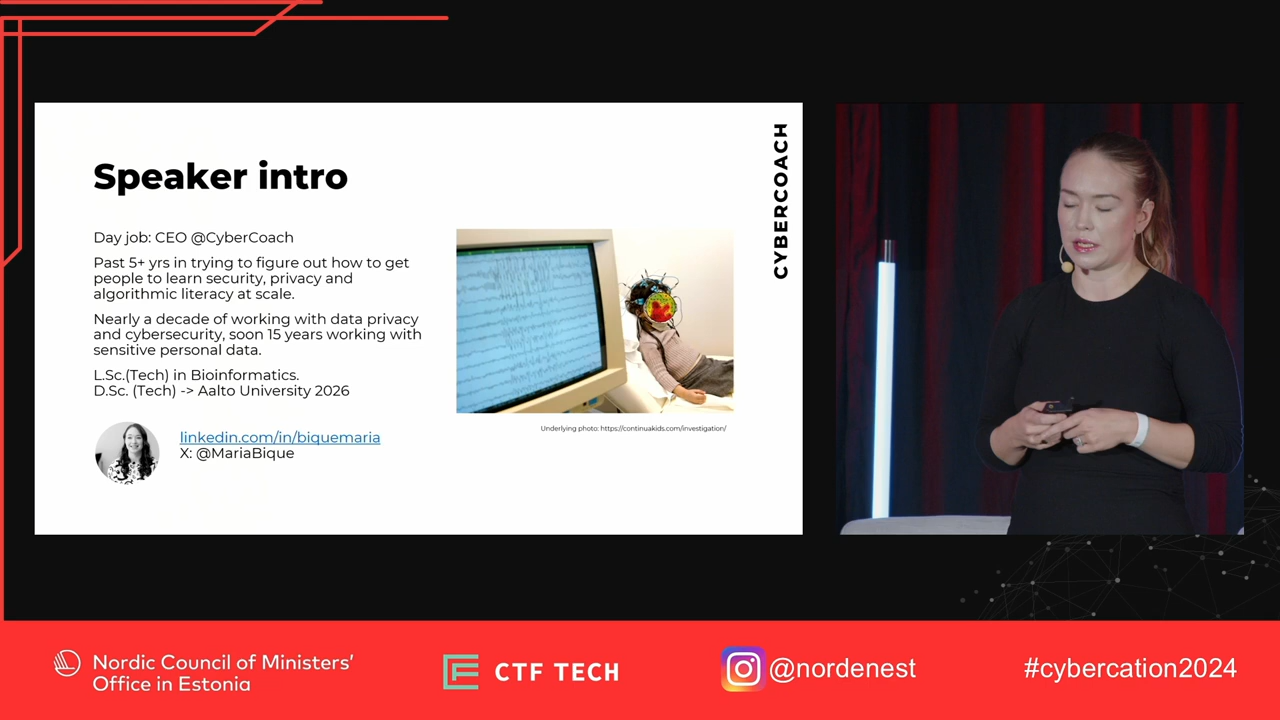 Speaker intro
Day job: CEO @CyberCoach
Past 5+ yrs in trying to figure out how to get
people to learn security, privacy and
algorithmic literacy at scale.
Nearly a decade of working with data privacy
and cybersecurity, soon 15 years working with
sensitive personal data.
L.Sc.(Tech) in Bioinformatics.
D.Sc. (Tech) -> Aalto University 2026
linkedin.com/in/biquemaria
X: @MariaBique
Underlying photo: https://continuakids.com/investigation/
CYBERCOACH
Nordic Council of Ministers'
Office in Estonia
CTF TECH
@nordenest
#cybercation2024